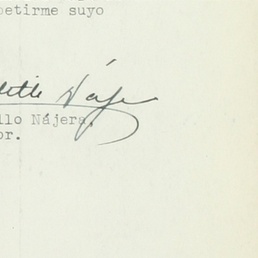 petirme suyo
llo Nájera,
or.